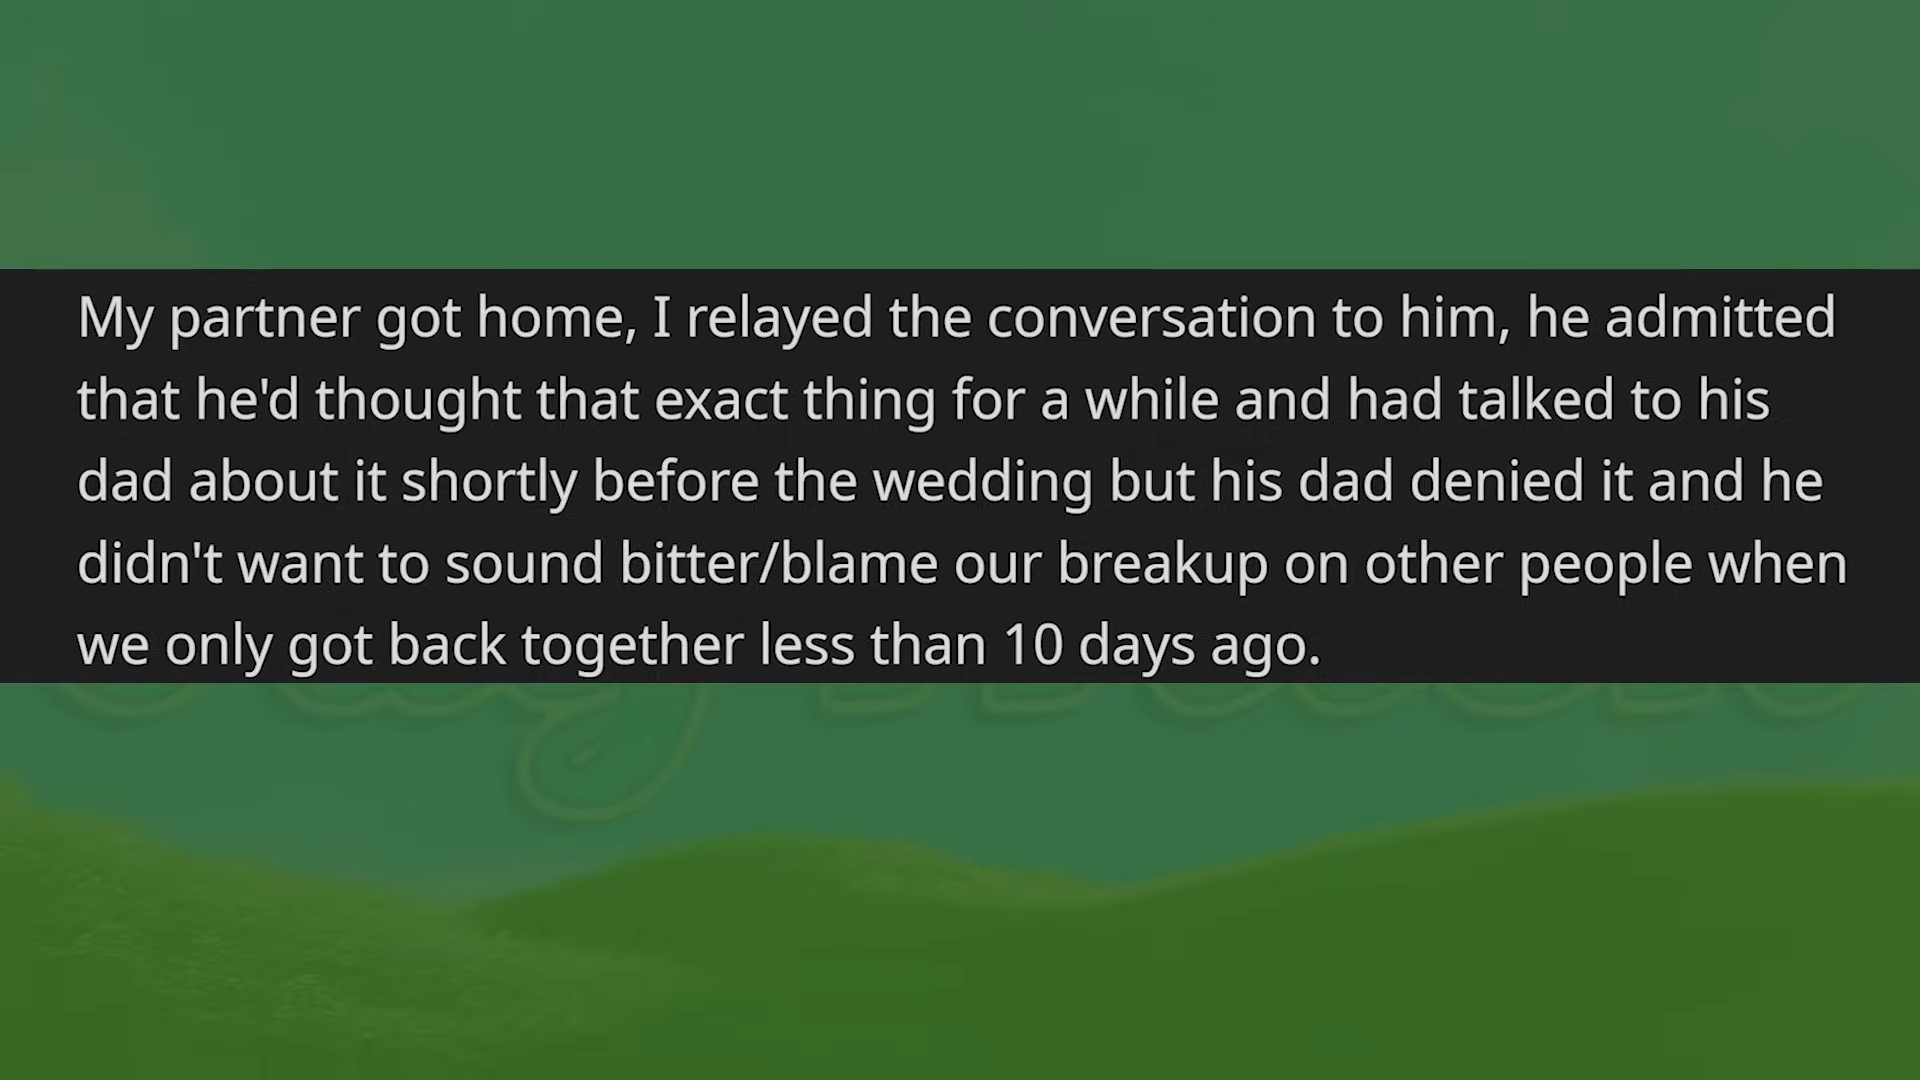 My partner got home, I relayed the conversation to him, he admitted
that he'd thought that exact thing for a while and had talked to his
dad about it shortly before the wedding but his dad denied it and he
didn't want to sound bitter/blame our breakup on other people when
we only got back together less than 10 days ago.